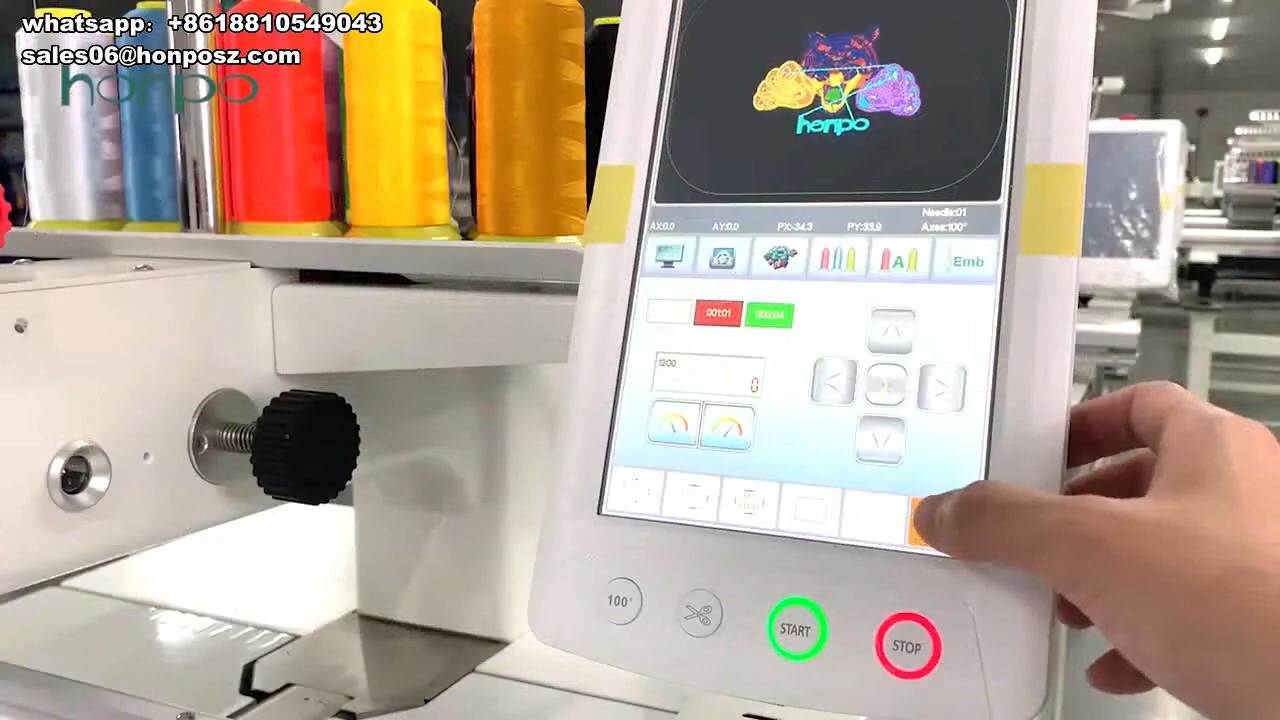 whatsapp: +8618810549043
sales06@honposz.com
honpo
honpo
Needle:01
AX:0.0 AY:0.0 PX:-34.3 PY:33.9 Axes:100°
A
Emb
001:01
1200
0
100°
START
STOP